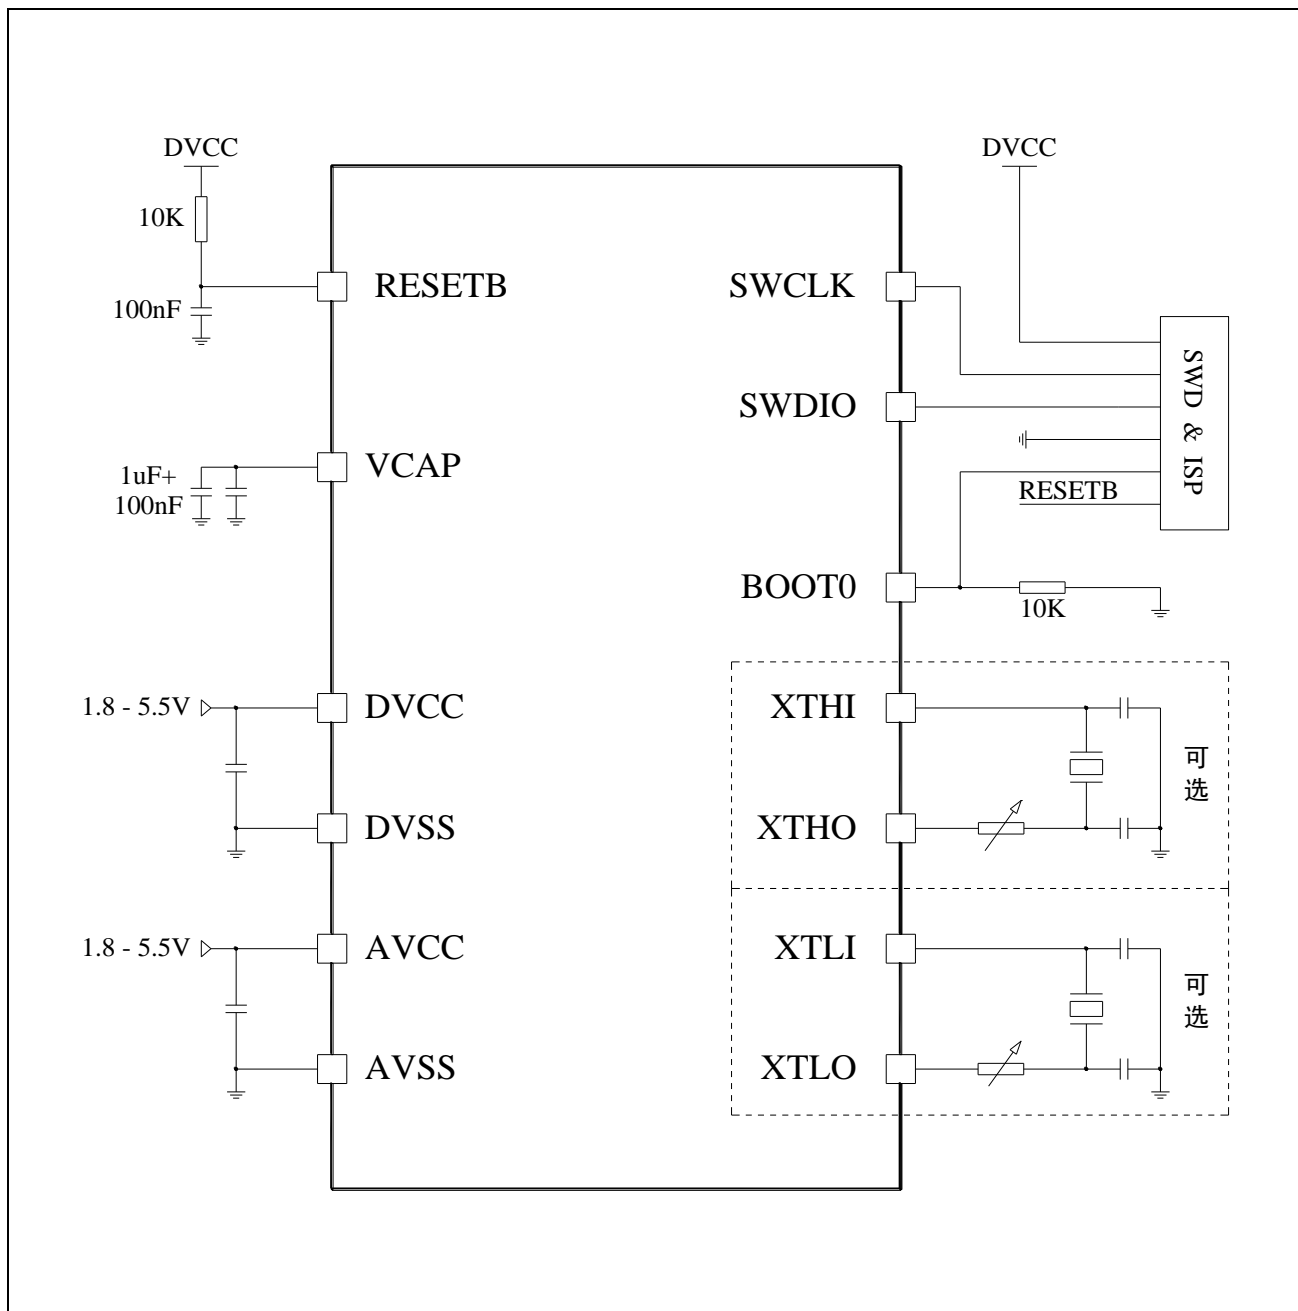 DVCC
10K
100nF
RESETB
1uF+
100nF
VCAP
1.8 - 5.5V
DVCC
DVSS
1.8 - 5.5V
AVCC
AVSS
DVCC
SWCLK
SWDIO
SWD & ISP
RESETB
BOOT0
10K
XTHI
XTHO
可
选
XTLI
XTLO
可
选